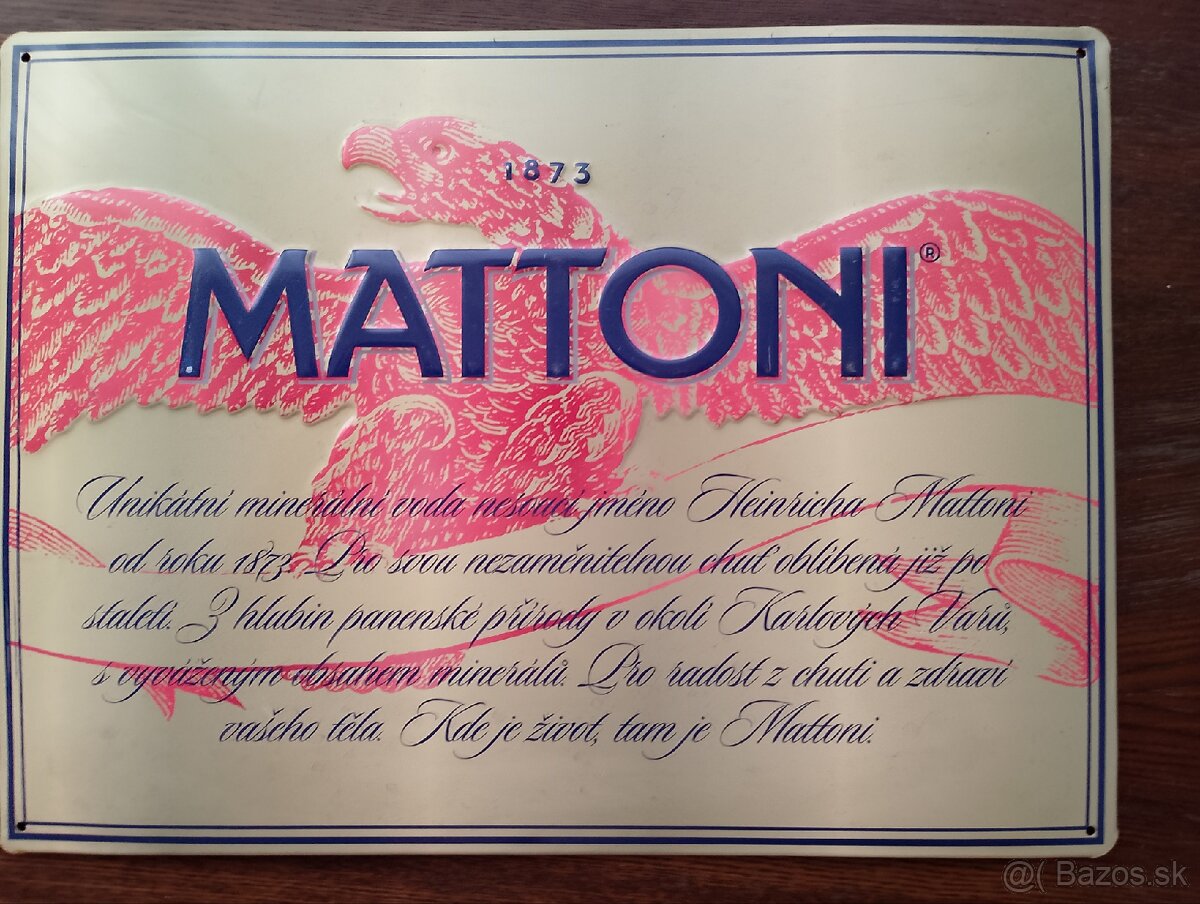 1873
MATTONI®
Unikátní minerální voda nesoucí jméno Heinricha Mattoni
od roku 1873. Pro svou nezaměnitelnou chuť oblíbená již po
staletí. Z hlubin panenské přírody v okolí Karlových Varů,
s vyváženým obsahem minerálů. Pro radost z chuti a zdraví
vašeho těla. Kde je život, tam je Mattoni.
@( Bazos.sk